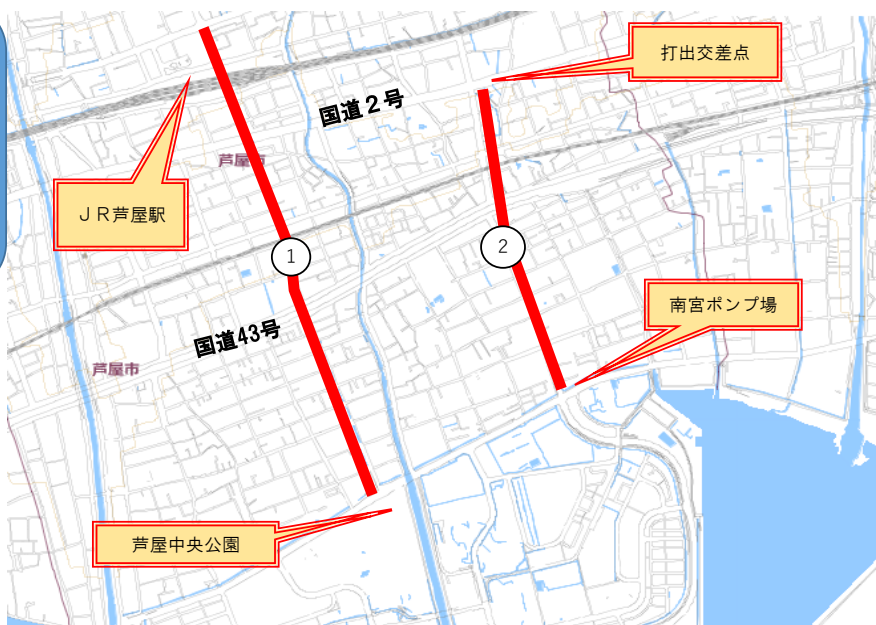 打出交差点
国道２号
芦屋市
ＪＲ芦屋駅
①
②
南宮ポンプ場
国道43号
芦屋市
芦屋中央公園